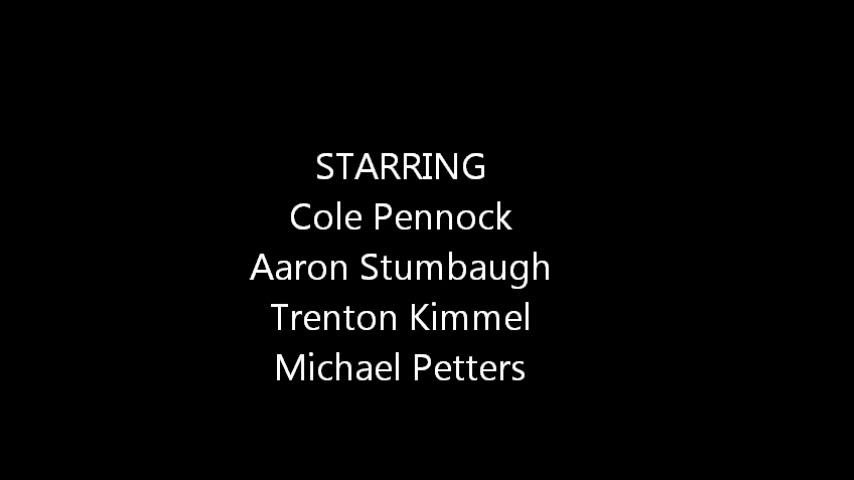 STARRING
Cole Pennock
Aaron Stumbaugh
Trenton Kimmel
Michael Petters